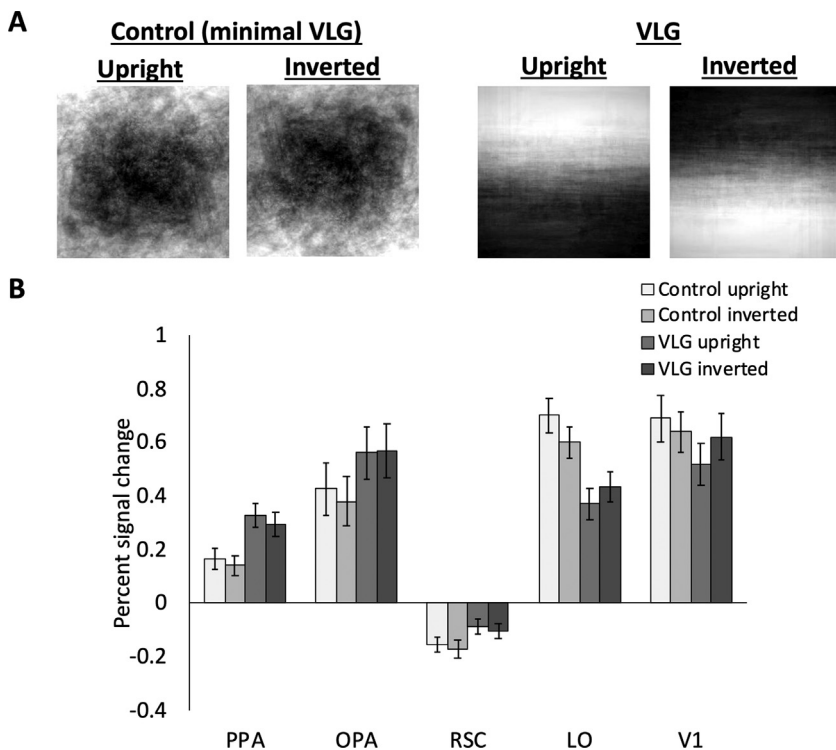 A
Control (minimal VLG)
VLG
Upright
Inverted
Upright
Inverted
B
Control upright
Control inverted
VLG upright
VLG inverted
Percent signal change
1
0.8
0.6
0.4
0.2
0
-0.2
-0.4
PPA
OPA
RSC
LO
V1